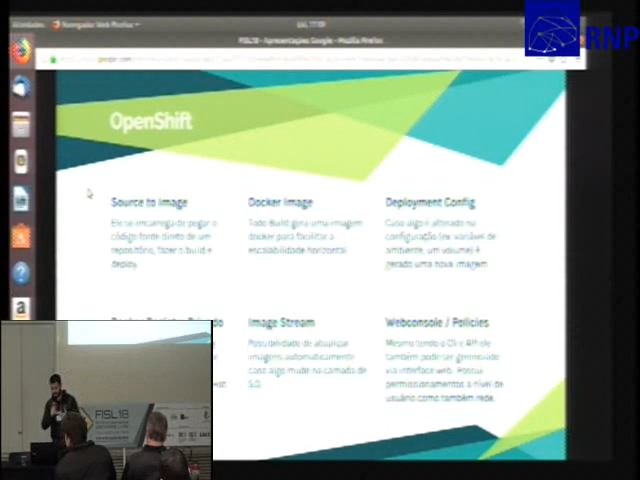 Navegador Web Firefox
FISL18 - Apresentações Google - Mozilla Firefox
RNP
OpenShift
Source to Image
Ele se encarrega de pegar o
código fonte direto de um
repositório, fazer o build e
deploy.
Docker Image
Todo Build gera uma imagem
docker para facilitar a
escalabilidade horizontal
Deployment Config
Caso algo é alterado na
configuração (ex: variável de
ambiente, um volume) é
gerado uma nova imagem
Image Stream
Possibilidade de atualizar
imagens automaticamente
caso algo mude na camada de
S.O.
Webconsole / Policies
Mesmo tendo o Cli e API ele
também pode ser gerenciado
via interface web. Possui
permissionamentos a nível de
usuário como também rede.
FISL18